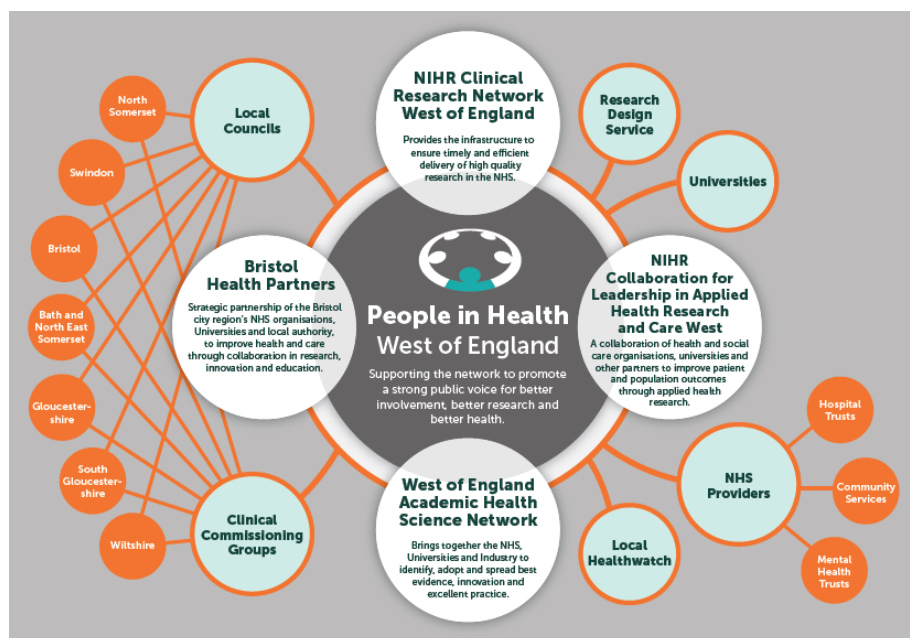 NIHR Clinical
Research Network
West of England
Provides the infrastructure to
ensure timely and efficient
delivery of high quality
research in the NHS.
Local
Councils
North
Somerset
Swindon
Bristol
Bath and
North East
Somerset
Gloucester-
shire
South
Gloucester-
shire
Wiltshire
Clinical
Commissioning
Groups
Bristol
Health Partners
Strategic partnership of the Bristol
city region's NHS organisations,
Universities and local authority,
to improve health and care
through collaboration in research,
innovation and education.
People in Health
West of England
Supporting the network to promote
a strong public voice for better
involvement, better research and
better health.
West of England
Academic Health
Science Network
Brings together the NHS,
Universities and Industry to
identify, adopt and spread best
evidence, innovation and
excellent practice.
Research
Design
Service
Universities
NIHR
Collaboration for
Leadership in Applied
Health Research
and Care West
A collaboration of health and social
care organisations, universities and
other partners to improve patient
and population outcomes
through applied health
research.
NHS
Providers
Hospital
Trusts
Community
Services
Mental
Health
Trusts
Local
Healthwatch